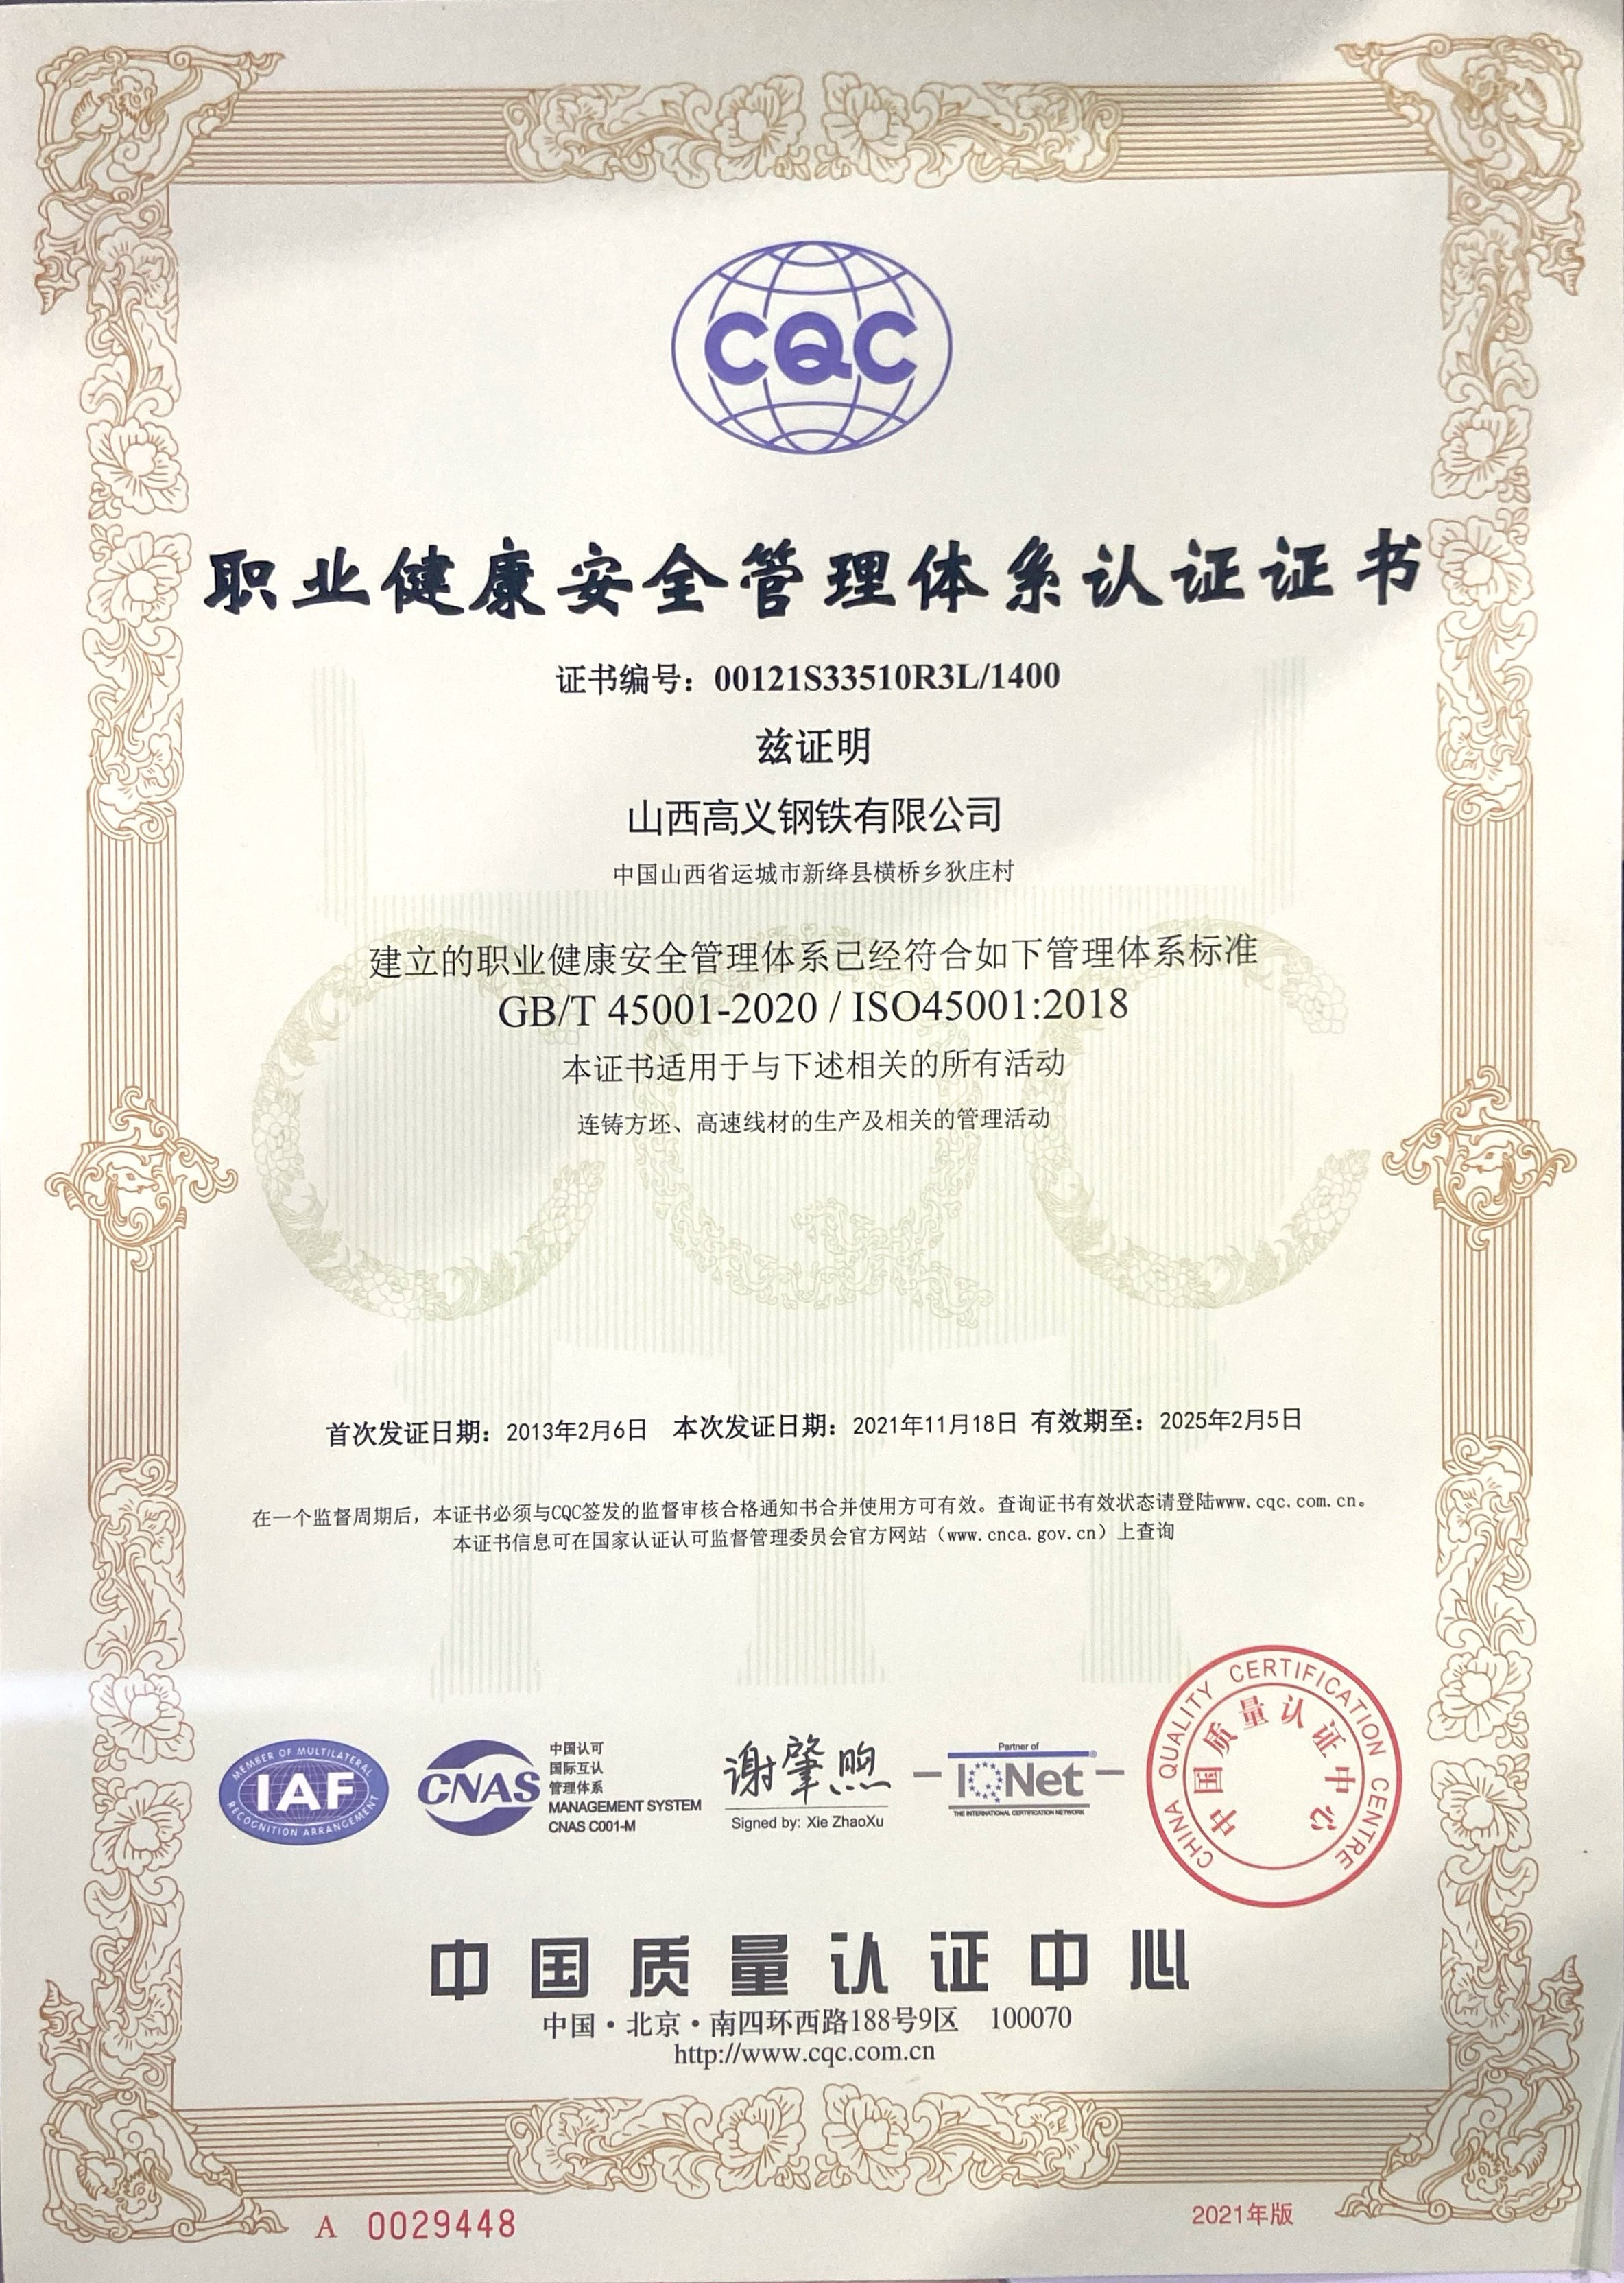 CQC
职业健康安全管理体系认证证书
证书编号：00121S33510R3L/1400
兹证明
山西高义钢铁有限公司
中国山西省运城市新绛县横桥乡狄庄村
建立的职业健康安全管理体系已经符合如下管理体系标准
GB/T 45001-2020 / ISO45001:2018
本证书适用于与下述相关的所有活动
连铸方坯、高速线材的生产及相关的管理活动
首次发证日期：2013年2月6日 本次发证日期：2021年11月18日 有效期至：2025年2月5日
在一个监督周期后，本证书必须与CQC签发的监督审核合格通知书合并使用方可有效。查询证书有效状态请登陆www.cqc.com.cn。
本证书信息可在国家认证认可监督管理委员会官方网站（www.cnca.gov.cn）上查询
MEMBER OF MULTILATERAL
IAF
RECOGNITION ARRANGEMENT
CNAS
中国认可
国际互认
管理体系
MANAGEMENT SYSTEM
CNAS C001-M
谢肇煦
Signed by: Xie ZhaoXu
Partner of
IQNet®
THE INTERNATIONAL CERTIFICATION NETWORK
CHINA QUALITY CERTIFICATION CENTRE
中国质量认证中心
中国质量认证中心
中国·北京·南四环西路188号9区 100070
http://www.cqc.com.cn
A 0029448
2021年版